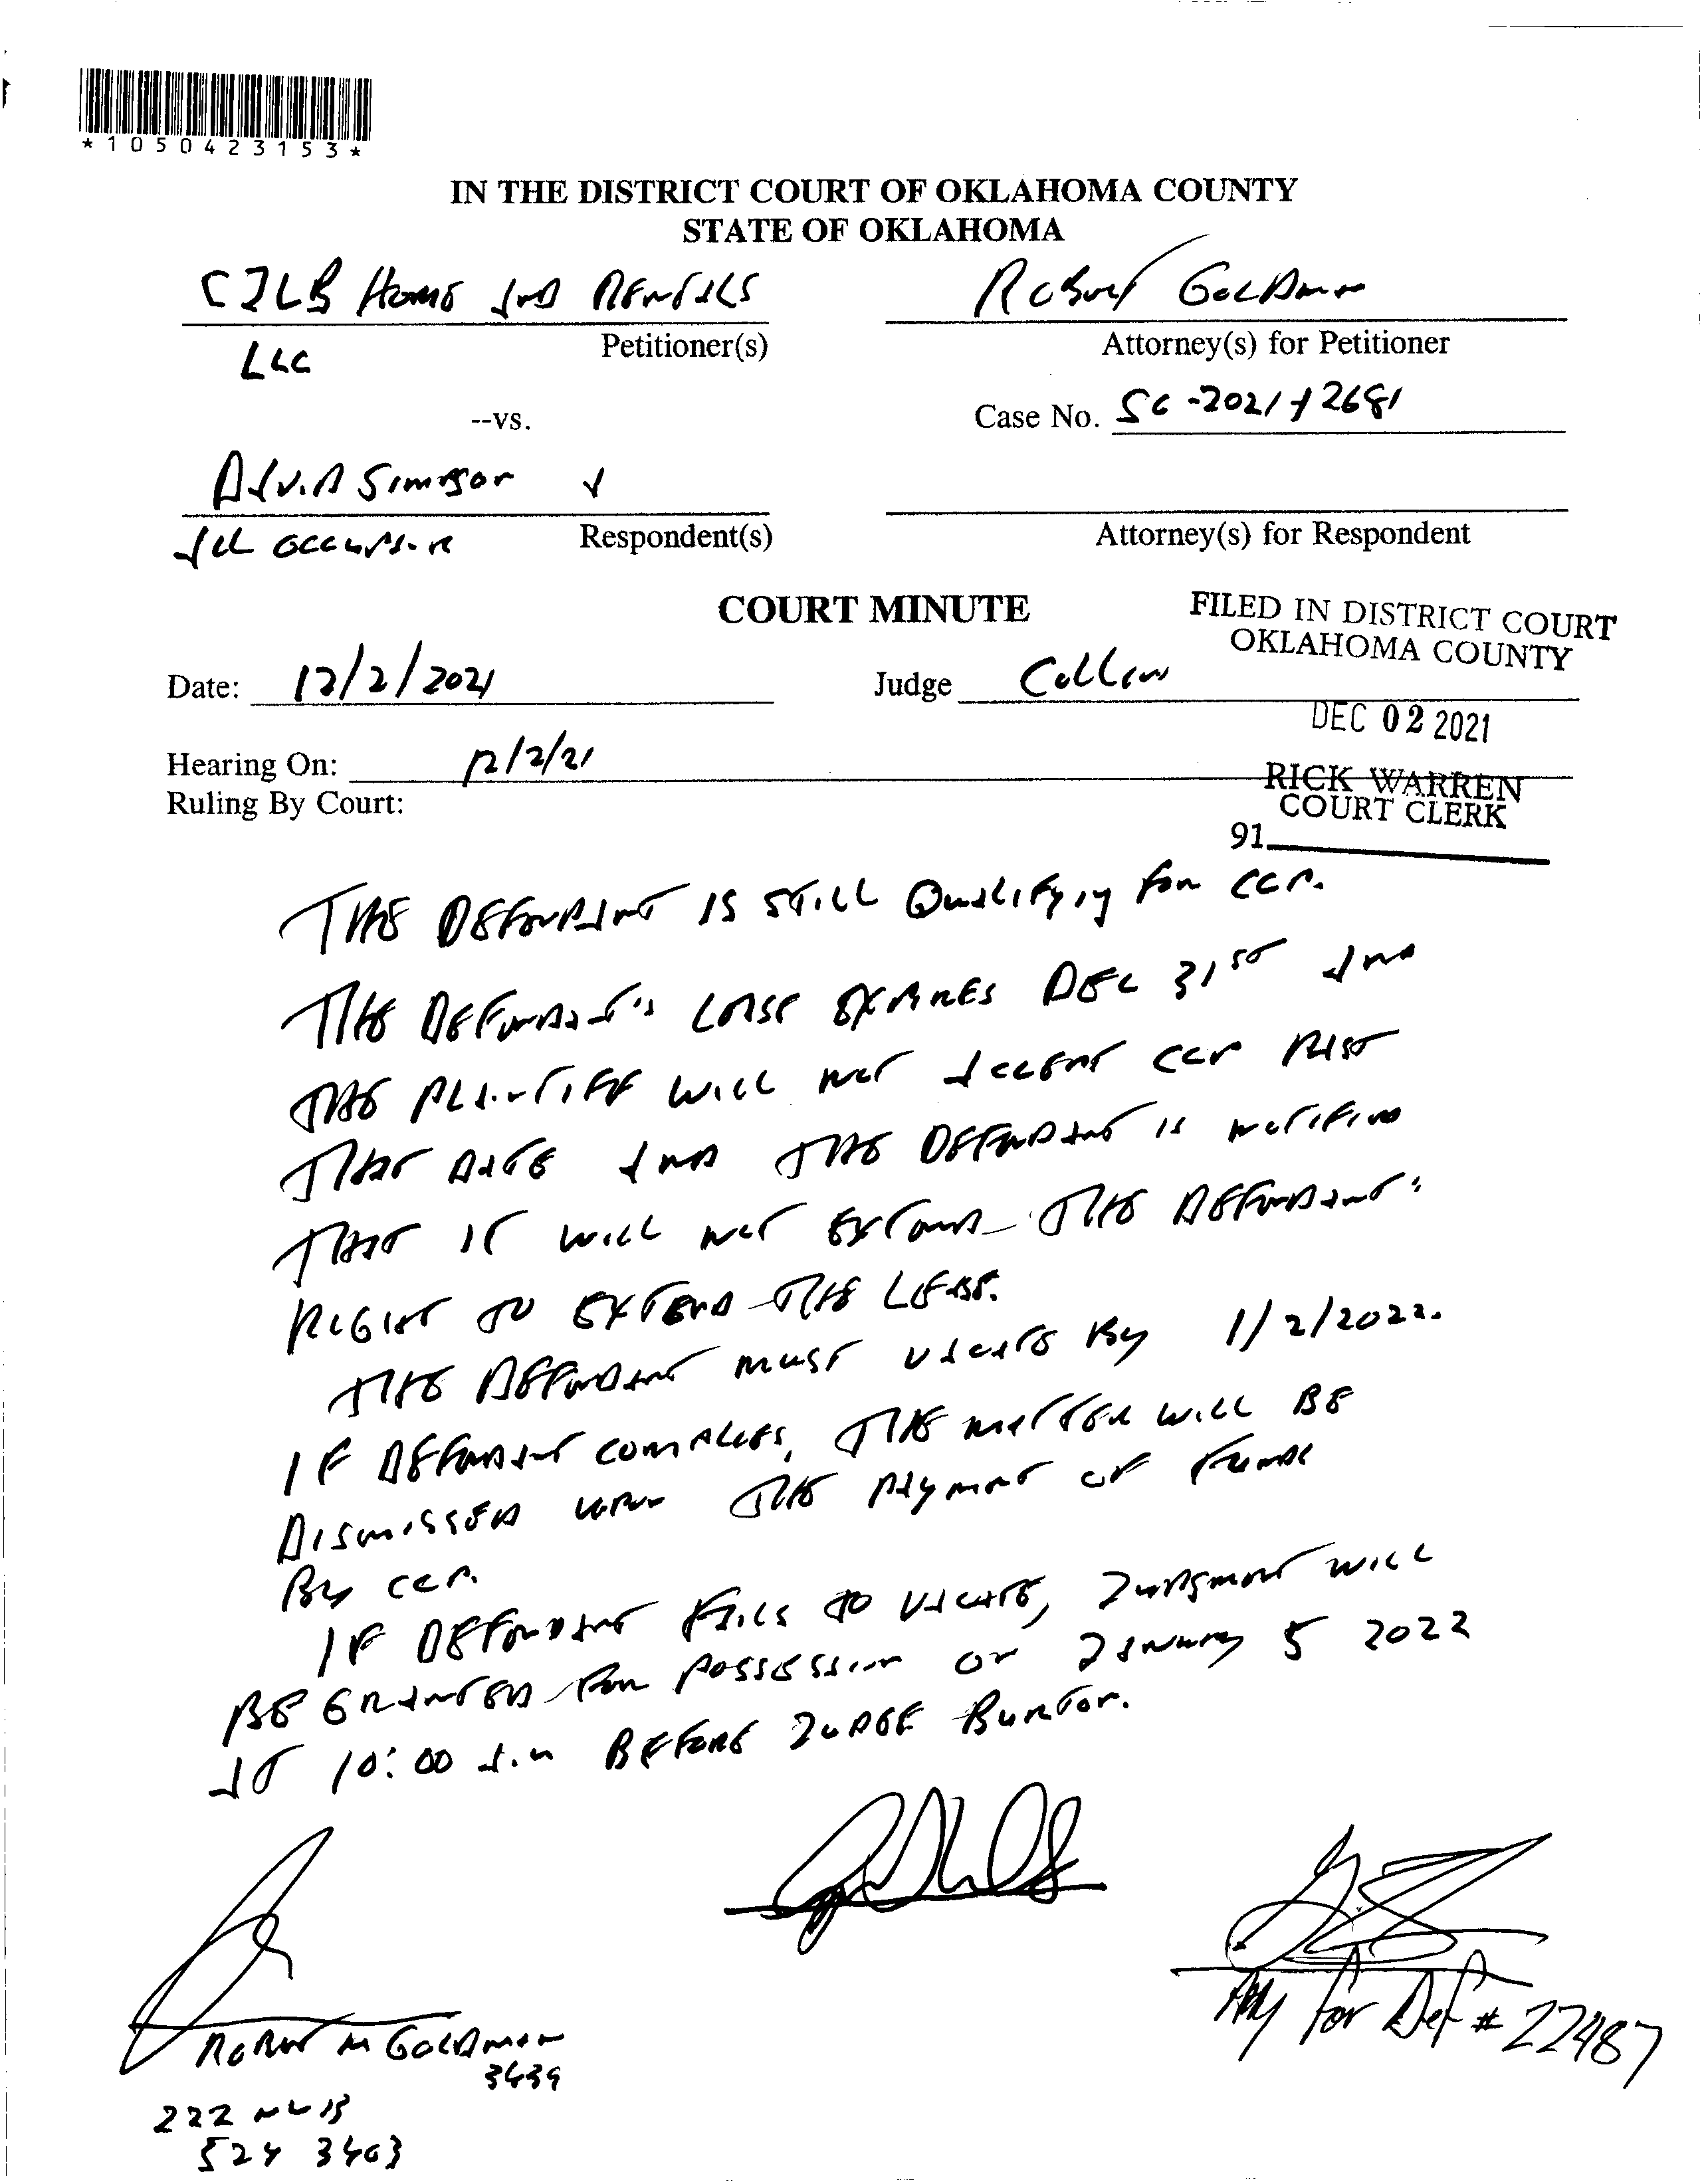 *1050423153*
IN THE DISTRICT COURT OF OKLAHOMA COUNTY
STATE OF OKLAHOMA
CJLB HOME AND RENTALS
ROBERT GOLDMAN
LLC
Petitioner(s)
Attorney(s) for Petitioner
--vs.
Case No. SC-2021-12681
DAVID SIMPSON &
ALL OCCUPANTS
Respondent(s)
Attorney(s) for Respondent
COURT MINUTE
FILED IN DISTRICT COURT
OKLAHOMA COUNTY
Date: 12/2/2021
Judge
DEC 02 2021
Hearing On: 12/2/21
RICK WARREN
COURT CLERK
Ruling By Court:
91
THE DEFENDANT IS STILL QUALIFYING FOR CCP.
THE DEFENDANT'S LEASE EXPIRES DEC 31ST AND
THE PLAINTIFF WILL NOT ACCEPT CCP PAST
THAT DATE AND THE DEFENDANT IS NOTIFIED
THAT IT WILL NOT EXTEND THE DEFENDANT'S
RIGHT TO EXTEND THE LEASE.
THE DEFENDANT MUST VACATE BY 1/2/2022.
IF DEFENDANT COMPLIES, THE MATTER WILL BE
DISMISSED UPON THE PAYMENT OF FUNDS
BY CCP.
IF DEFENDANT FAILS TO VACATE, JUDGMENT WILL
BE GRANTED FOR POSSESSION ON JANUARY 5 2022
AT 10:00 A.M BEFORE JUDGE BURTON.
Atty for Def # 22487
ROBERT M GOLDMAN
3439
222 NW 13
524 3403